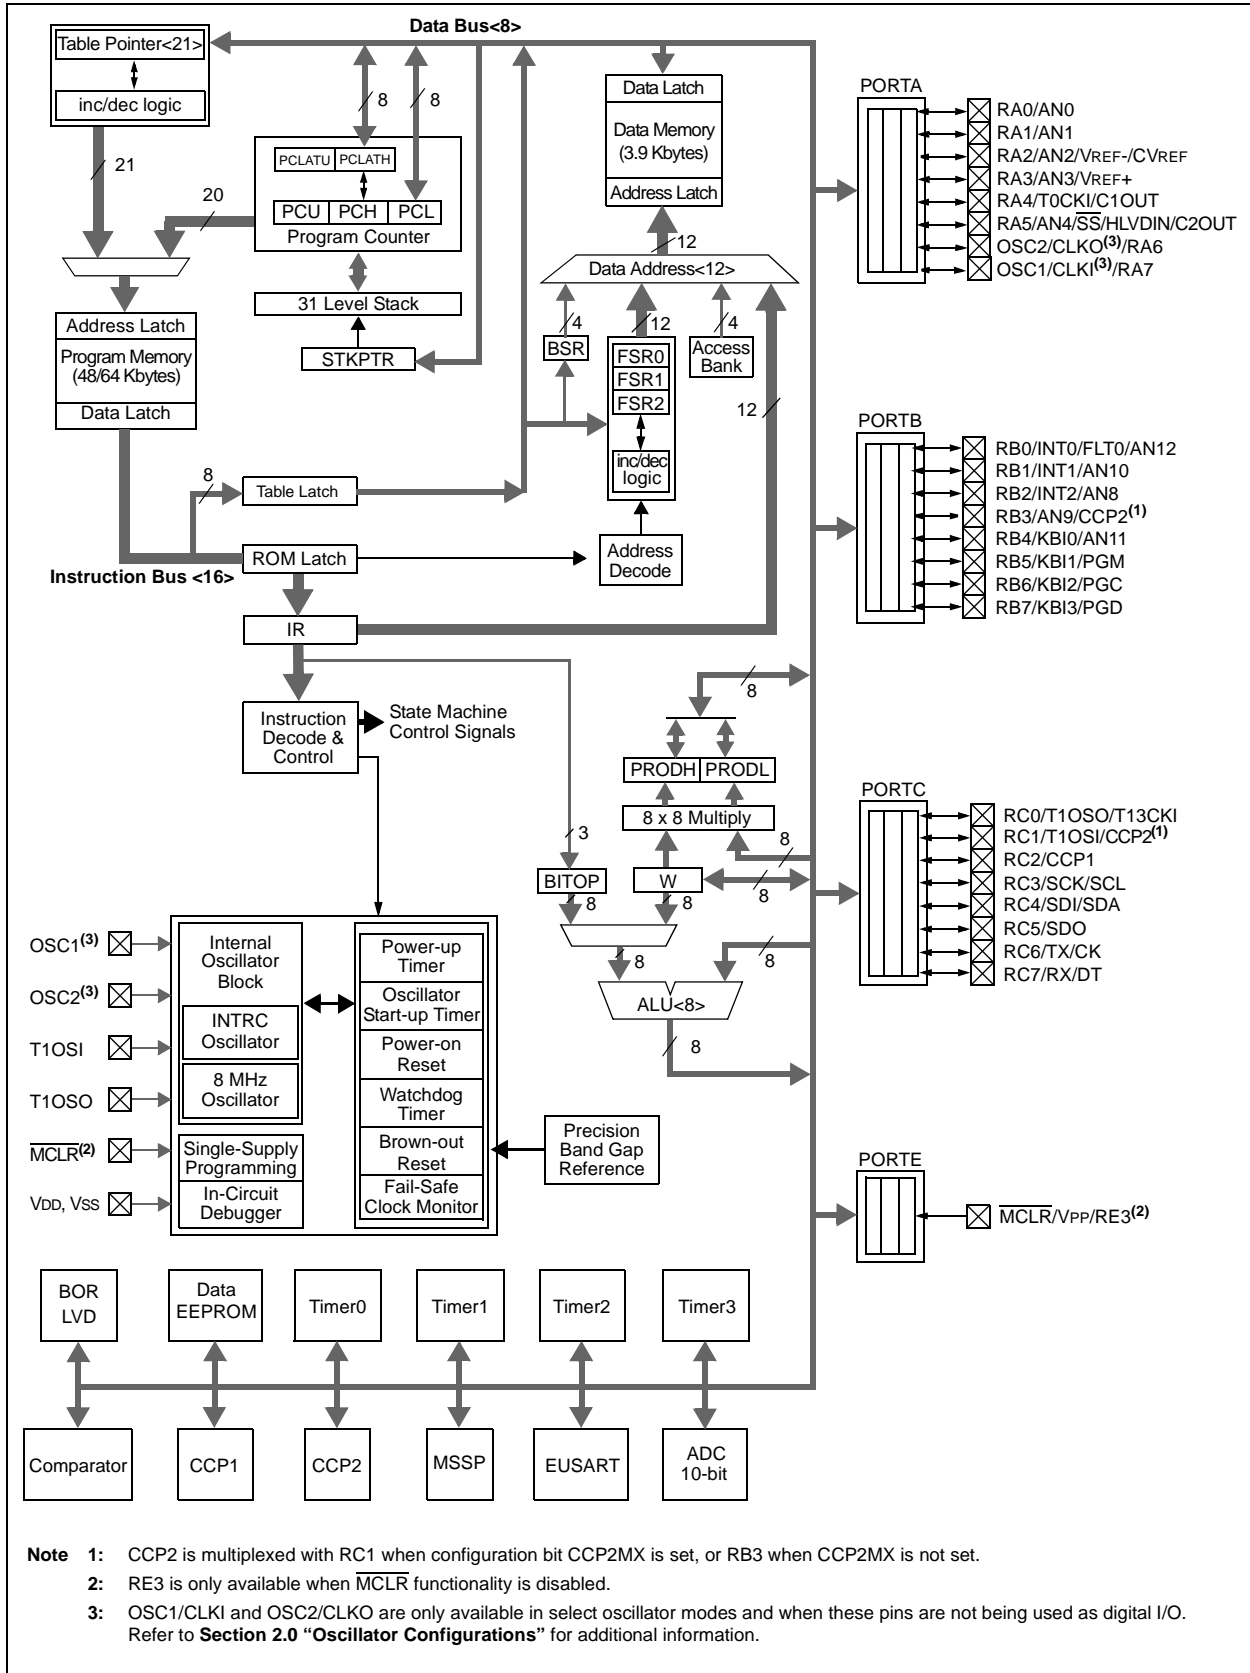 Data Bus<8>
Table Pointer<21>
inc/dec logic
21
20
8
8
PCLATU PCLATH
PCU PCH PCL
Program Counter
31 Level Stack
STKPTR
Address Latch
Program Memory
(48/64 Kbytes)
Data Latch
Instruction Bus <16>
8
Table Latch
ROM Latch
IR
Data Latch
Data Memory
(3.9 Kbytes)
Address Latch
12
Data Address<12>
4
12
4
BSR
FSR0
FSR1
FSR2
inc/dec
logic
Access
Bank
12
Address
Decode
Instruction
Decode &
Control
State Machine
Control Signals
8
PRODH PRODL
8 x 8 Multiply
3
8
BITOP
W
8
8
8
8
8
ALU<8>
8
PORTA
RA0/AN0
RA1/AN1
RA2/AN2/VREF-/CVREF
RA3/AN3/VREF+
RA4/T0CKI/C1OUT
RA5/AN4/SS/HLVDIN/C2OUT
OSC2/CLKO(3)/RA6
OSC1/CLKI(3)/RA7
PORTB
RB0/INT0/FLT0/AN12
RB1/INT1/AN10
RB2/INT2/AN8
RB3/AN9/CCP2(1)
RB4/KBI0/AN11
RB5/KBI1/PGM
RB6/KBI2/PGC
RB7/KBI3/PGD
PORTC
RC0/T1OSO/T13CKI
RC1/T1OSI/CCP2(1)
RC2/CCP1
RC3/SCK/SCL
RC4/SDI/SDA
RC5/SDO
RC6/TX/CK
RC7/RX/DT
PORTE
MCLR/VPP/RE3(2)
OSC1(3)
OSC2(3)
T1OSI
T1OSO
MCLR(2)
VDD, VSS
Internal
Oscillator
Block
INTRC
Oscillator
8 MHz
Oscillator
Single-Supply
Programming
In-Circuit
Debugger
Power-up
Timer
Oscillator
Start-up Timer
Power-on
Reset
Watchdog
Timer
Brown-out
Reset
Fail-Safe
Clock Monitor
Precision
Band Gap
Reference
BOR
LVD
Data
EEPROM
Timer0
Timer1
Timer2
Timer3
Comparator
CCP1
CCP2
MSSP
EUSART
ADC
10-bit
Note 1: CCP2 is multiplexed with RC1 when configuration bit CCP2MX is set, or RB3 when CCP2MX is not set.
2: RE3 is only available when MCLR functionality is disabled.
3: OSC1/CLKI and OSC2/CLKO are only available in select oscillator modes and when these pins are not being used as digital I/O.
Refer to Section 2.0 “Oscillator Configurations” for additional information.